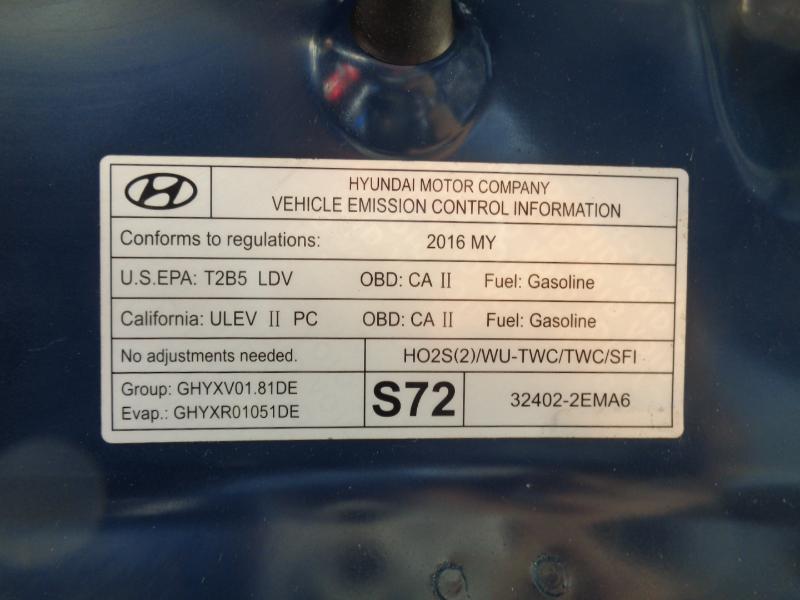 HYUNDAI MOTOR COMPANY
VEHICLE EMISSION CONTROL INFORMATION
Conforms to regulations: 2016 MY
U.S.EPA: T2B5 LDV OBD: CA II Fuel: Gasoline
California: ULEV II PC OBD: CA II Fuel: Gasoline
No adjustments needed. HO2S(2)/WU-TWC/TWC/SFI
Group: GHYXV01.81DE
Evap.: GHYXR01051DE
S72
32402-2EMA6